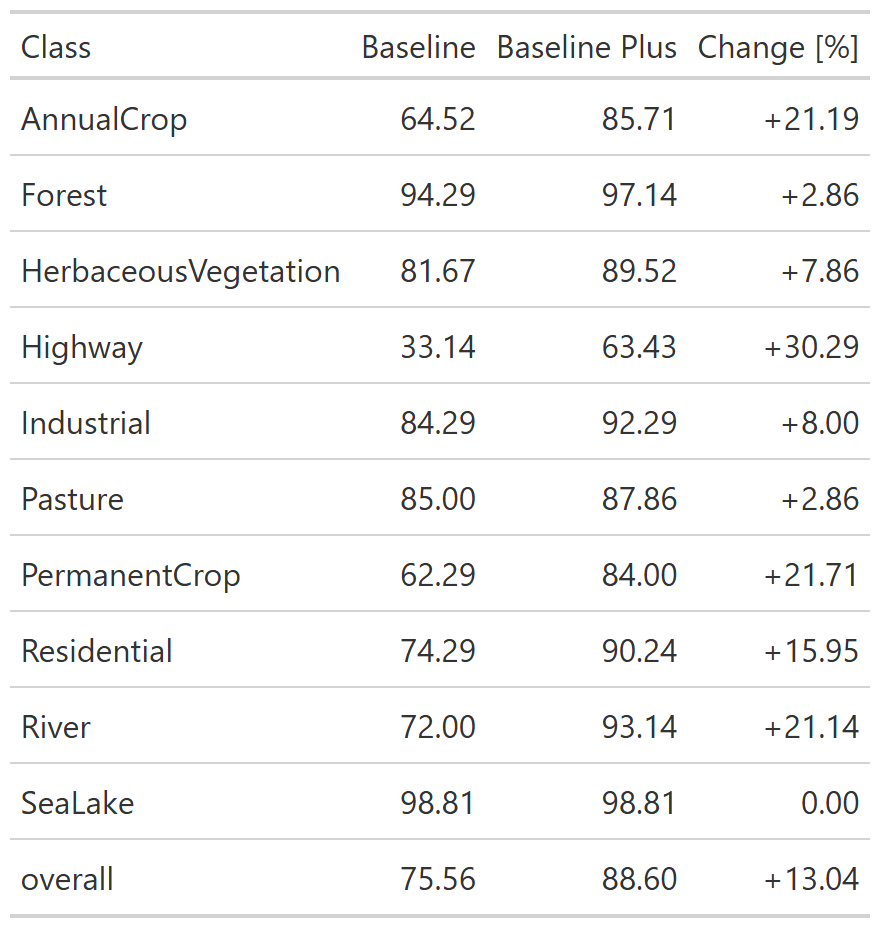 Class Baseline Baseline Plus Change [%]
AnnualCrop 64.52 85.71 +21.19
Forest 94.29 97.14 +2.86
HerbaceousVegetation 81.67 89.52 +7.86
Highway 33.14 63.43 +30.29
Industrial 84.29 92.29 +8.00
Pasture 85.00 87.86 +2.86
PermanentCrop 62.29 84.00 +21.71
Residential 74.29 90.24 +15.95
River 72.00 93.14 +21.14
SeaLake 98.81 98.81 0.00
overall 75.56 88.60 +13.04